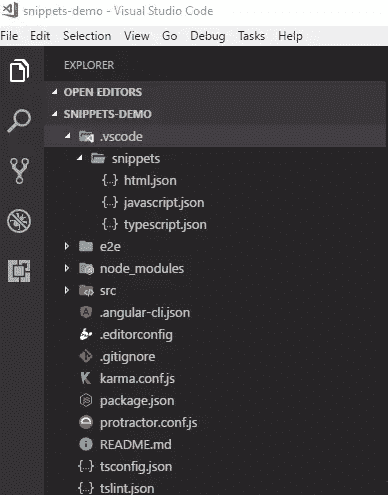 snippets-demo - Visual Studio Code
File Edit Selection View Go Debug Tasks Help
EXPLORER
OPEN EDITORS
SNIPPETS-DEMO
.vscode
snippets
{..} html.json
{..} javascript.json
{..} typescript.json
e2e
node_modules
src
.angular-cli.json
.editorconfig
.gitignore
karma.conf.js
package.json
protractor.conf.js
README.md
{..} tsconfig.json
{..} tslint.json